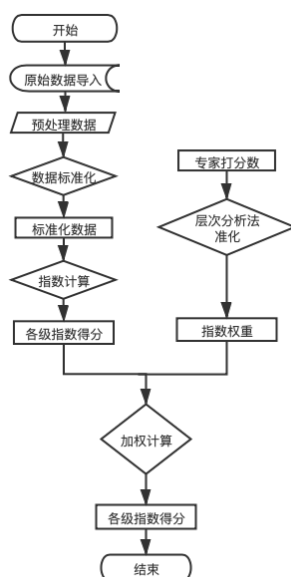 开始
原始数据导入
预处理数据
数据标准化
标准化数据
指数计算
各级指数得分
专家打分数
层次分析法
准化
指数权重
加权计算
各级指数得分
结束